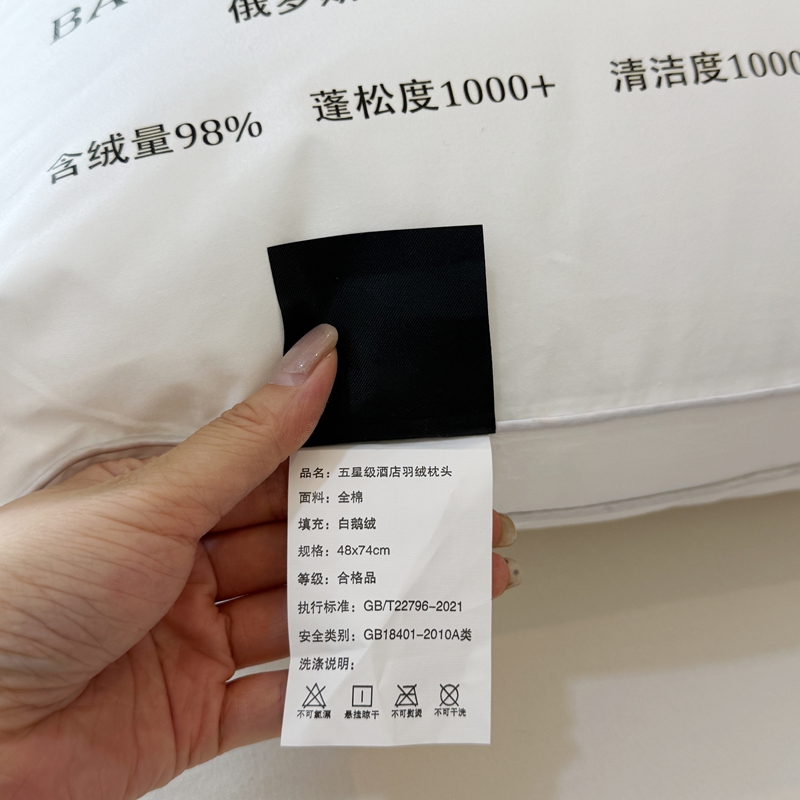 BA
俄罗斯
含绒量98% 蓬松度1000+ 清洁度1000
品名：五星级酒店羽绒枕头
面料：全棉
填充：白鹅绒
规格：48x74cm
等级：合格品
执行标准：GB/T22796-2021
安全类别：GB18401-2010A类
洗涤说明：
不可氯漂 悬挂晾干 不可熨烫 不可干洗